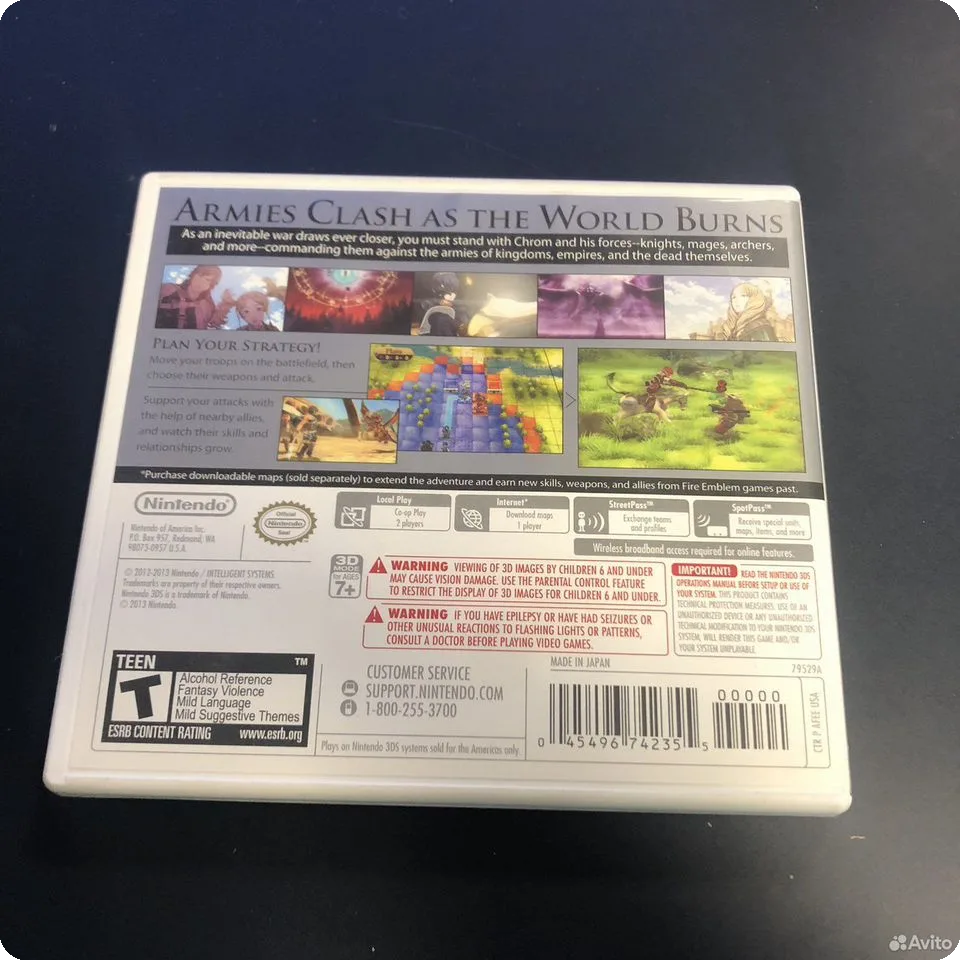 ARMIES CLASH AS THE WORLD BURNS
As an inevitable war draws ever closer, you must stand with Chrom and his forces--knights, mages, archers,
and more--commanding them against the armies of kingdoms, empires, and the dead themselves.
PLAN YOUR STRATEGY!
Move your troops on the battlefield, then
choose their weapons and attack.
Support your attacks with
the help of nearby allies,
and watch their skills and
relationships grow.
*Purchase downloadable maps (sold separately) to extend the adventure and earn new skills, weapons, and allies from Fire Emblem games past.
Nintendo®
Nintendo of America Inc.
P.O. Box 957, Redmond, WA
98073-0957 U.S.A.
Official
Nintendo
Seal
Local Play
Co-op Play
2 players
Internet*
Download maps
1 player
StreetPass™
Exchange teams
and profiles
SpotPass™
Receive special units,
maps, items, and more
Wireless broadband access required for online features.
© 2012-2013 Nintendo / INTELLIGENT SYSTEMS
Trademarks are property of their respective owners.
Nintendo 3DS is a trademark of Nintendo.
© 2013 Nintendo.
3D
MODE
for AGES
7+
WARNING VIEWING OF 3D IMAGES BY CHILDREN 6 AND UNDER
MAY CAUSE VISION DAMAGE. USE THE PARENTAL CONTROL FEATURE
TO RESTRICT THE DISPLAY OF 3D IMAGES FOR CHILDREN 6 AND UNDER.
WARNING IF YOU HAVE EPILEPSY OR HAVE HAD SEIZURES OR
OTHER UNUSUAL REACTIONS TO FLASHING LIGHTS OR PATTERNS,
CONSULT A DOCTOR BEFORE PLAYING VIDEO GAMES.
IMPORTANT! READ THE NINTENDO 3DS
OPERATIONS MANUAL BEFORE SETUP OR USE OF
YOUR SYSTEM. THIS PRODUCT CONTAINS
TECHNICAL PROTECTION MEASURES. USE OF AN
UNAUTHORIZED DEVICE OR ANY UNAUTHORIZED
TECHNICAL MODIFICATION TO YOUR NINTENDO 3DS
SYSTEM, WILL RENDER THIS GAME AND/OR
YOUR SYSTEM UNPLAYABLE.
TEEN ™
T
Alcohol Reference
Fantasy Violence
Mild Language
Mild Suggestive Themes
ESRB CONTENT RATING www.esrb.org
CUSTOMER SERVICE
SUPPORT.NINTENDO.COM
1-800-255-3700
Plays on Nintendo 3DS systems sold for the Americas only.
MADE IN JAPAN
79529A
00000
0 45496 74235 5
CTR P AFEE USA
Avito